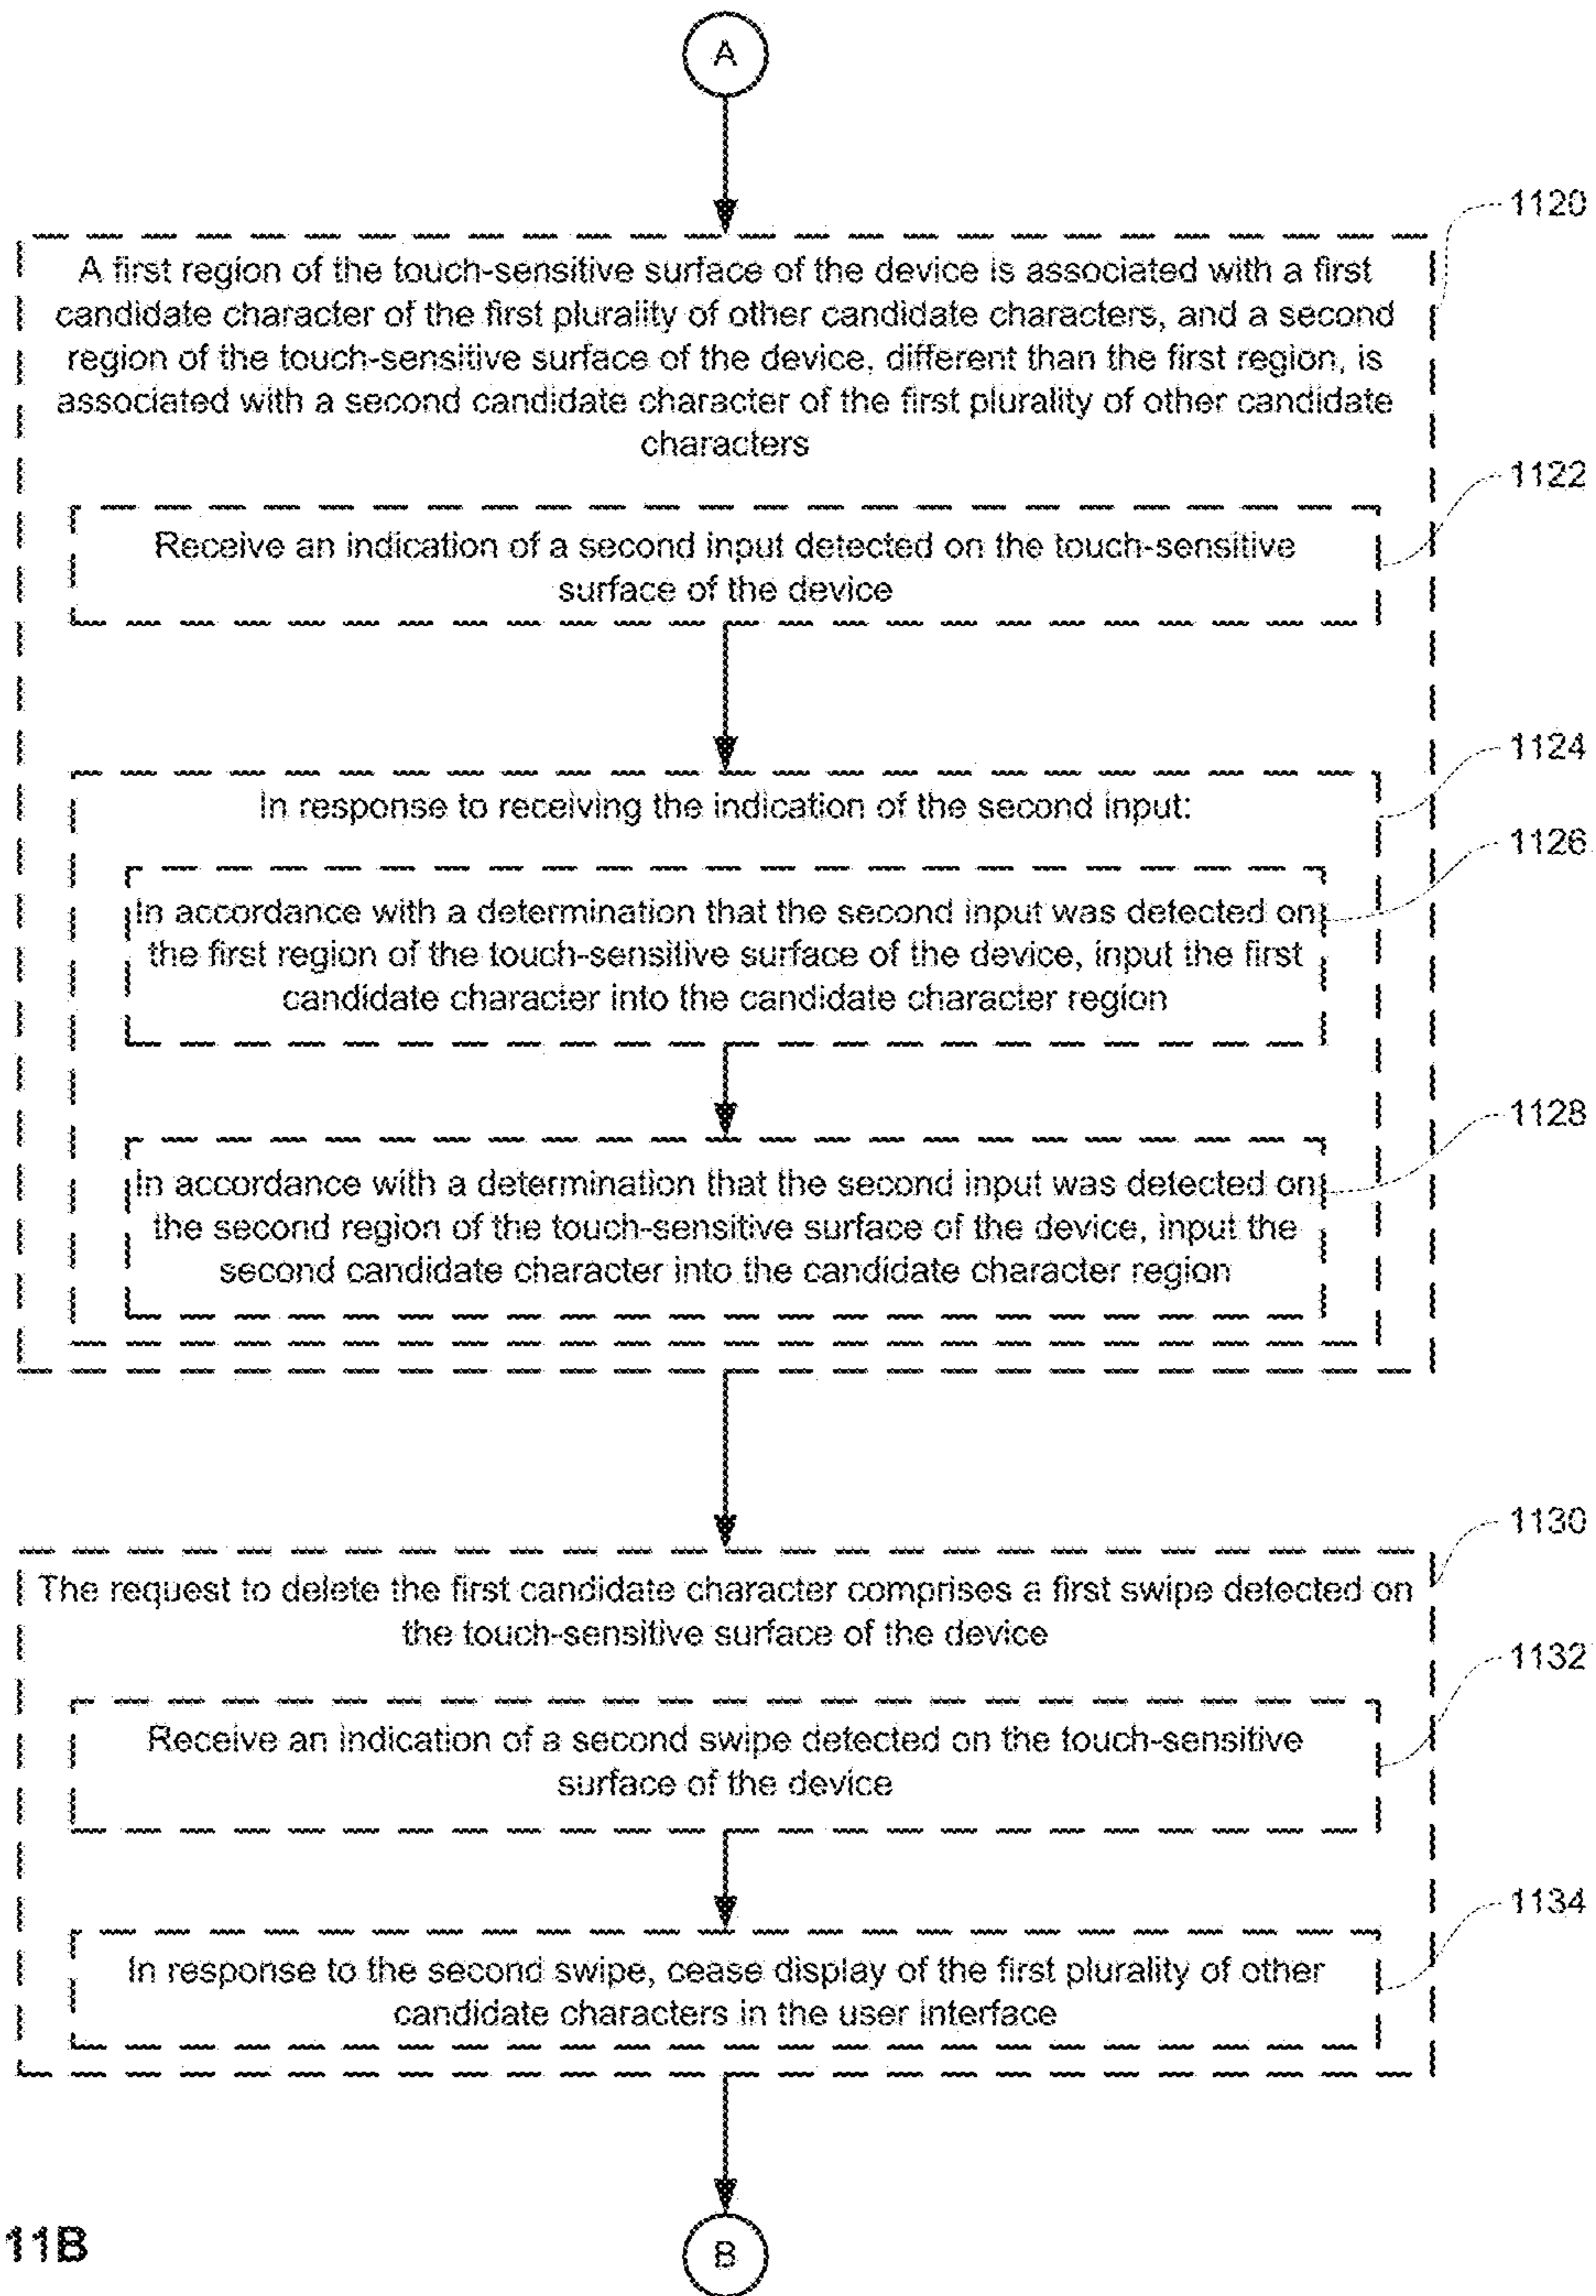 A
1120
A first region of the touch-sensitive surface of the device is associated with a first
candidate character of the first plurality of other candidate characters, and a second
region of the touch-sensitive surface of the device, different than the first region, is
associated with a second candidate character of the first plurality of other candidate
characters
1122
Receive an indication of a second input detected on the touch-sensitive
surface of the device
1124
In response to receiving the indication of the second input:
1126
In accordance with a determination that the second input was detected on
the first region of the touch-sensitive surface of the device, input the first
candidate character into the candidate character region
1128
In accordance with a determination that the second input was detected on
the second region of the touch-sensitive surface of the device, input the
second candidate character into the candidate character region
1130
The request to delete the first candidate character comprises a first swipe detected on
the touch-sensitive surface of the device
1132
Receive an indication of a second swipe detected on the touch-sensitive
surface of the device
1134
In response to the second swipe, cease display of the first plurality of other
candidate characters in the user interface
11B
B